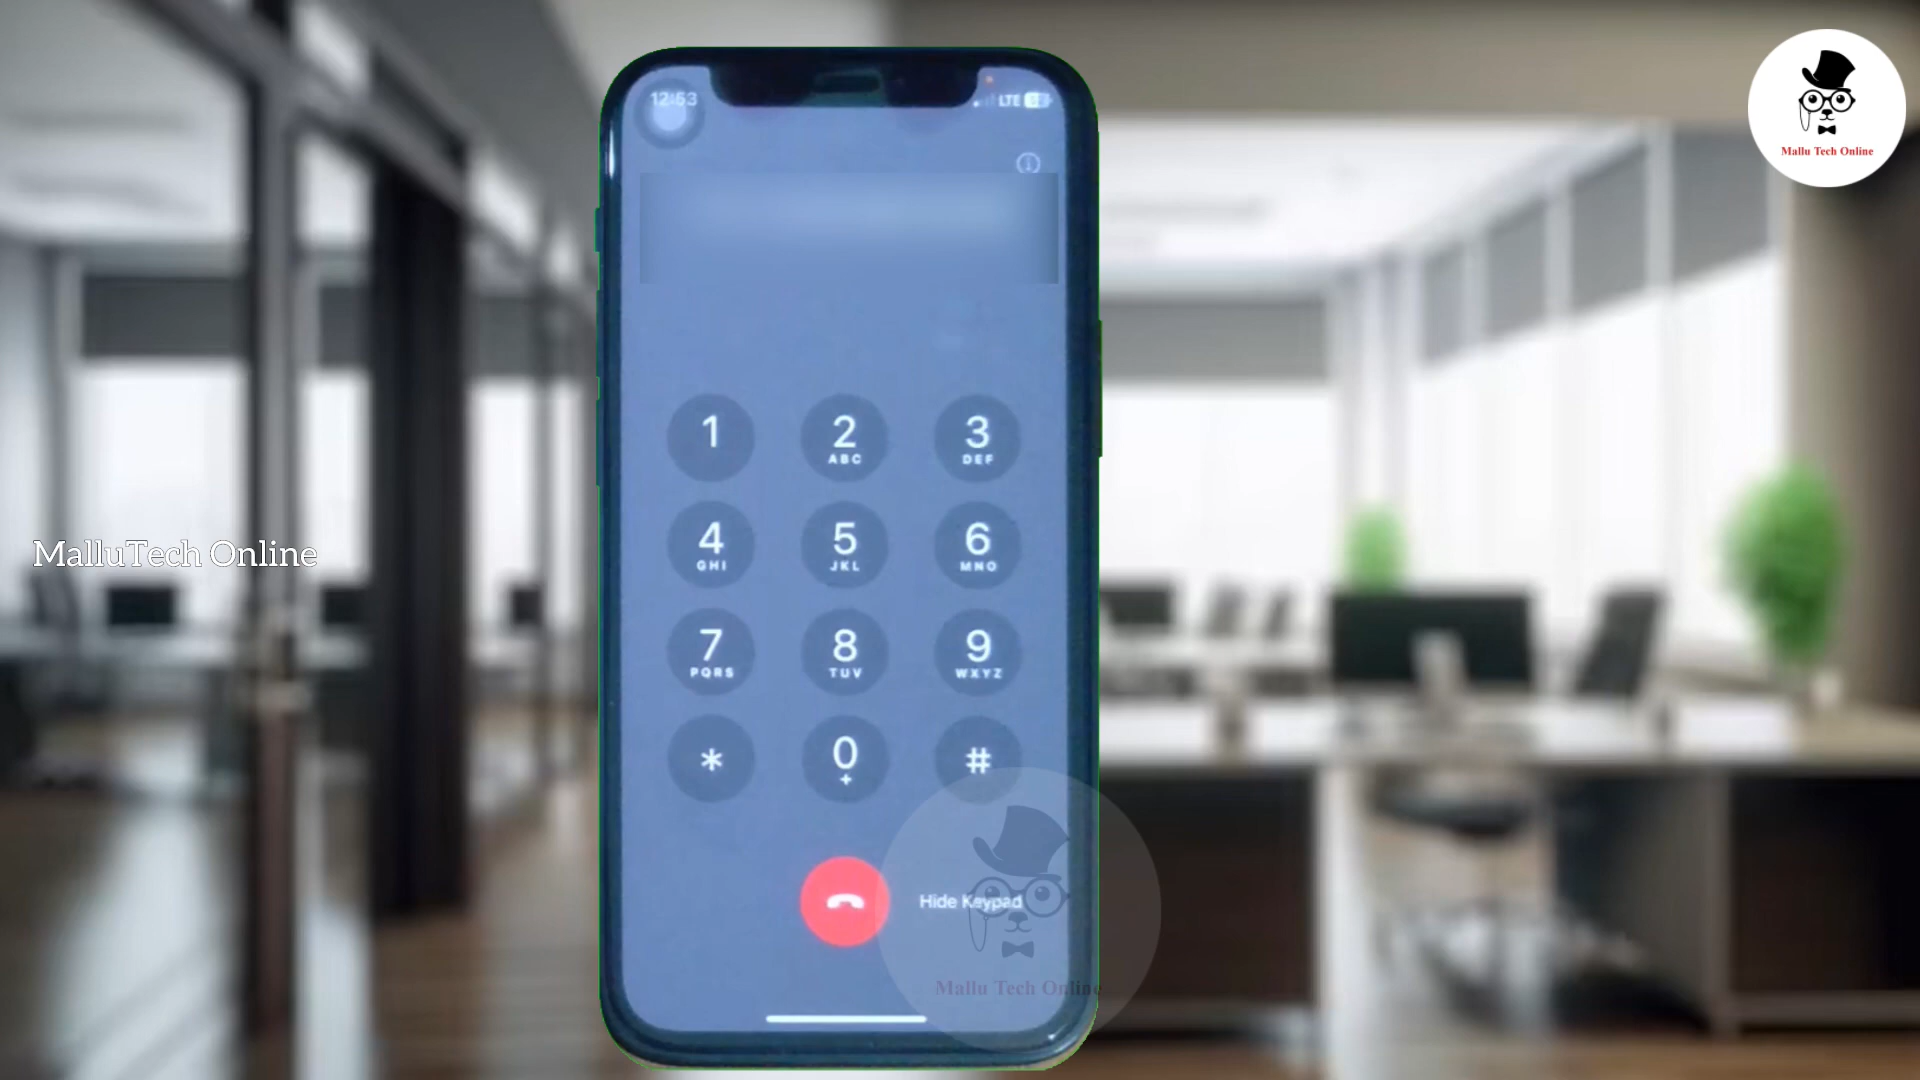 Mallu Tech Online
12:53
LTE
1
2
3
ABC
DEF
4
5
6
GHI
JKL
MNO
MalluTech Online
7
8
9
PQRS
TUV
WXYZ
*
0
#
+
Hide Keypad
Mallu Tech Online